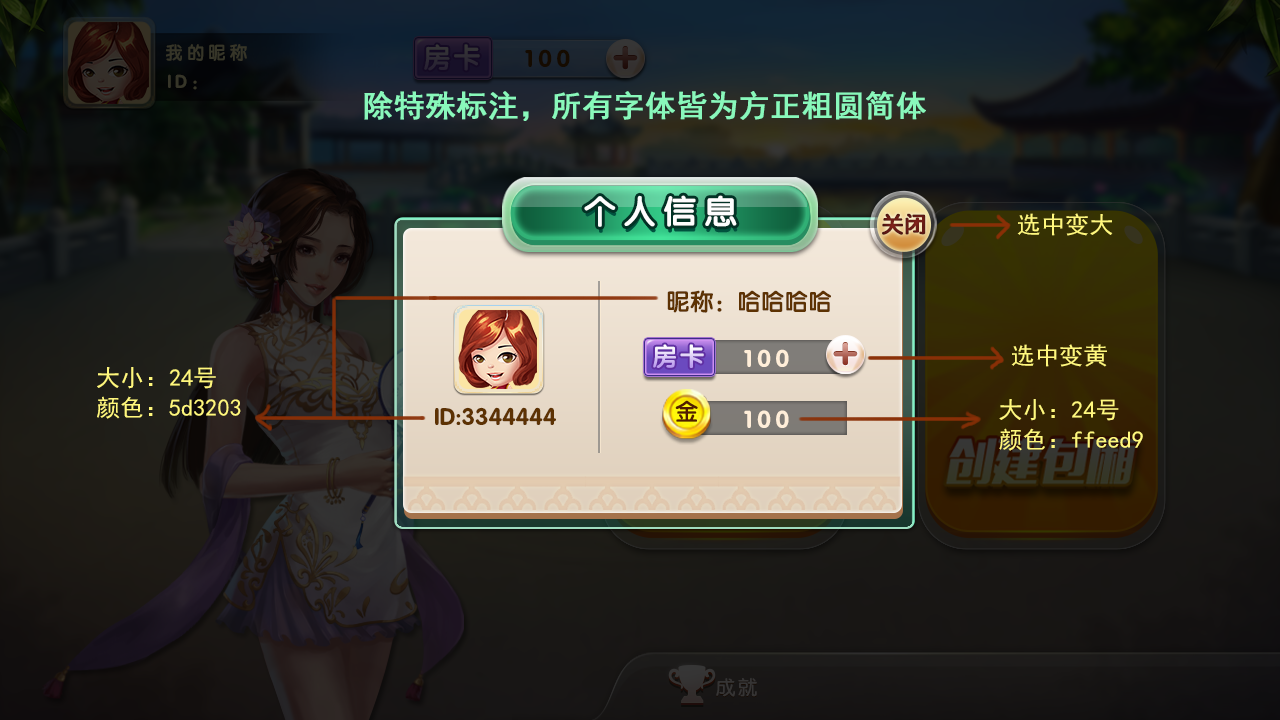 我的昵称
ID：
房卡 100
除特殊标注，所有字体皆为方正粗圆简体
个人信息
关闭
选中变大
昵称：哈哈哈哈
房卡 100
选中变黄
大小：24号
颜色：5d3203
ID:3344444
金 100
大小：24号
颜色：ffeed9
创建包厢
成就